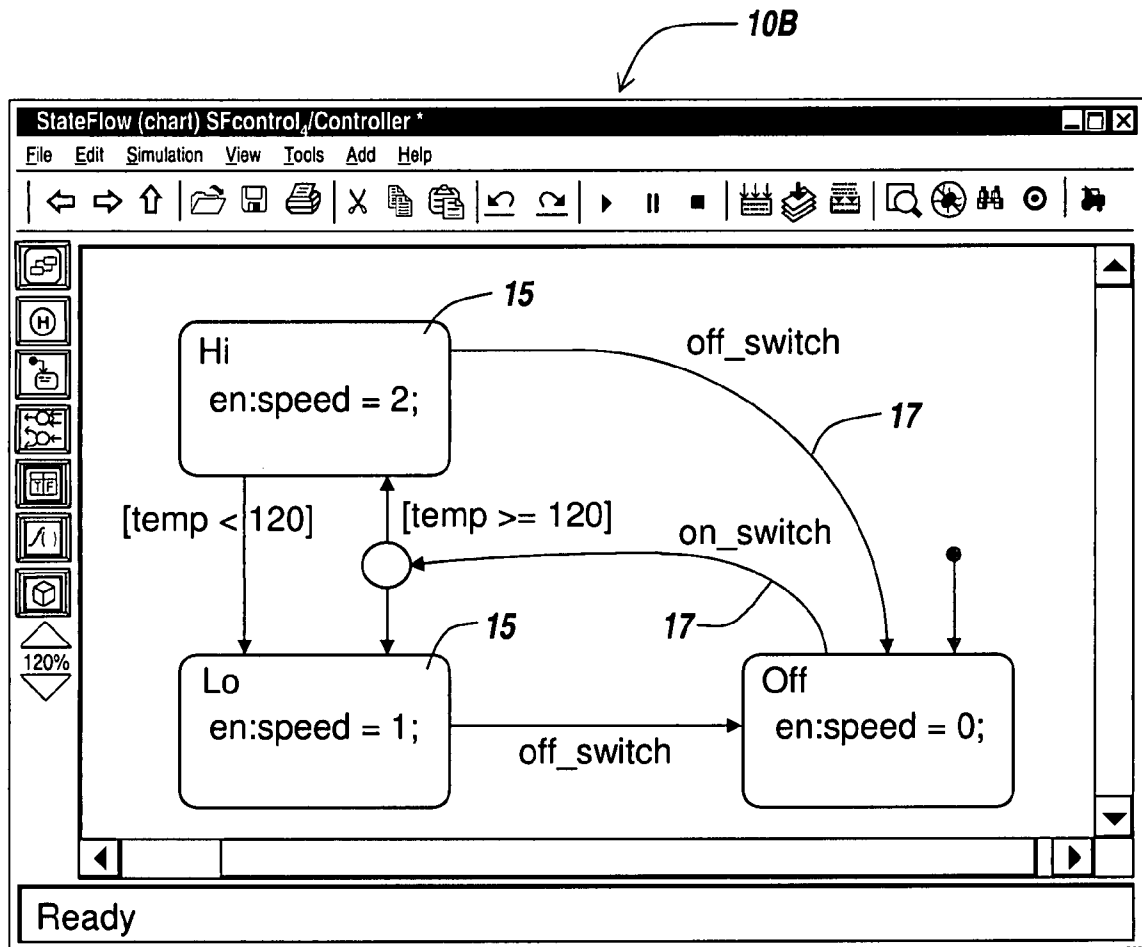 10B
StateFlow (chart) SFcontrol4/Controller *
File Edit Simulation View Tools Add Help
H
15
Hi
en:speed = 2;
off_switch
17
[temp < 120]
[temp >= 120]
on_switch
TF
f()
120%
15
17
Lo
en:speed = 1;
Off
en:speed = 0;
off_switch
Ready